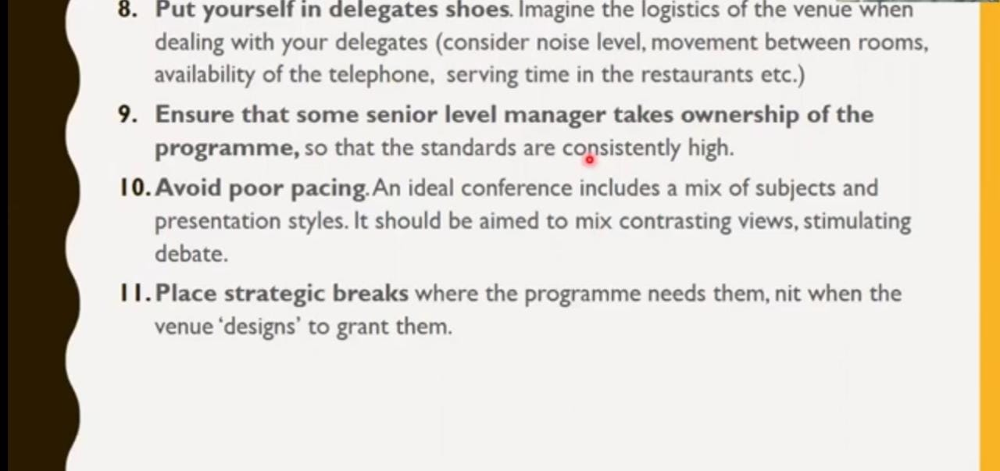 8. Put yourself in delegates shoes. Imagine the logistics of the venue when
dealing with your delegates (consider noise level, movement between rooms,
availability of the telephone, serving time in the restaurants etc.)
9. Ensure that some senior level manager takes ownership of the
programme, so that the standards are consistently high.
10. Avoid poor pacing. An ideal conference includes a mix of subjects and
presentation styles. It should be aimed to mix contrasting views, stimulating
debate.
11. Place strategic breaks where the programme needs them, nit when the
venue ‘designs’ to grant them.